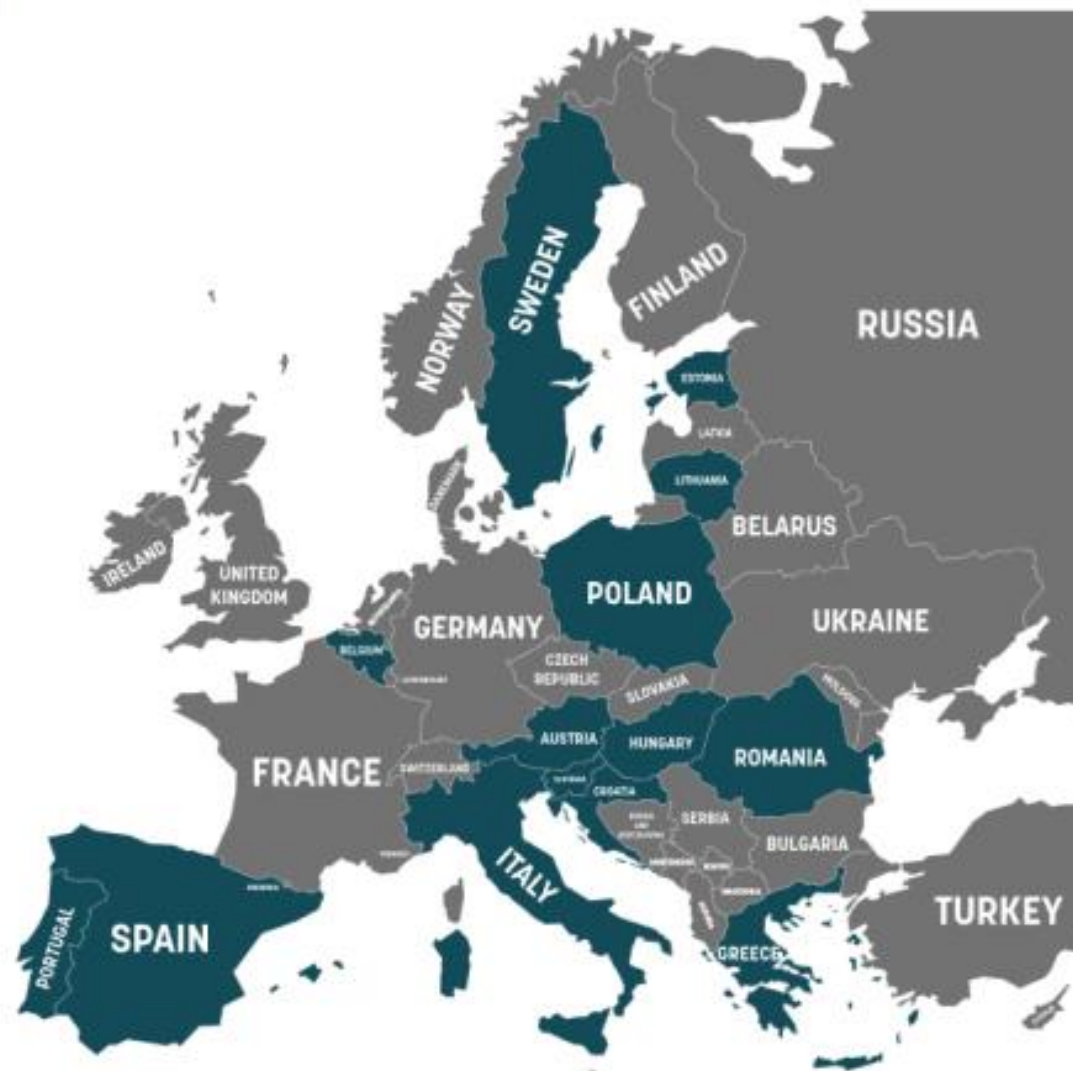 SWEDEN
NORWAY
FINLAND
RUSSIA
ESTONIA
LATVIA
LITHUANIA
BELARUS
IRELAND
UNITED
KINGDOM
POLAND
GERMANY
UKRAINE
BELGIUM
CZECH
REPUBLIC
SLOVAKIA
MOLDOVA
AUSTRIA
HUNGARY
ROMANIA
FRANCE
SWITZERLAND
CROATIA
SERBIA
BULGARIA
ITALY
TURKEY
SPAIN
PORTUGAL
GREECE